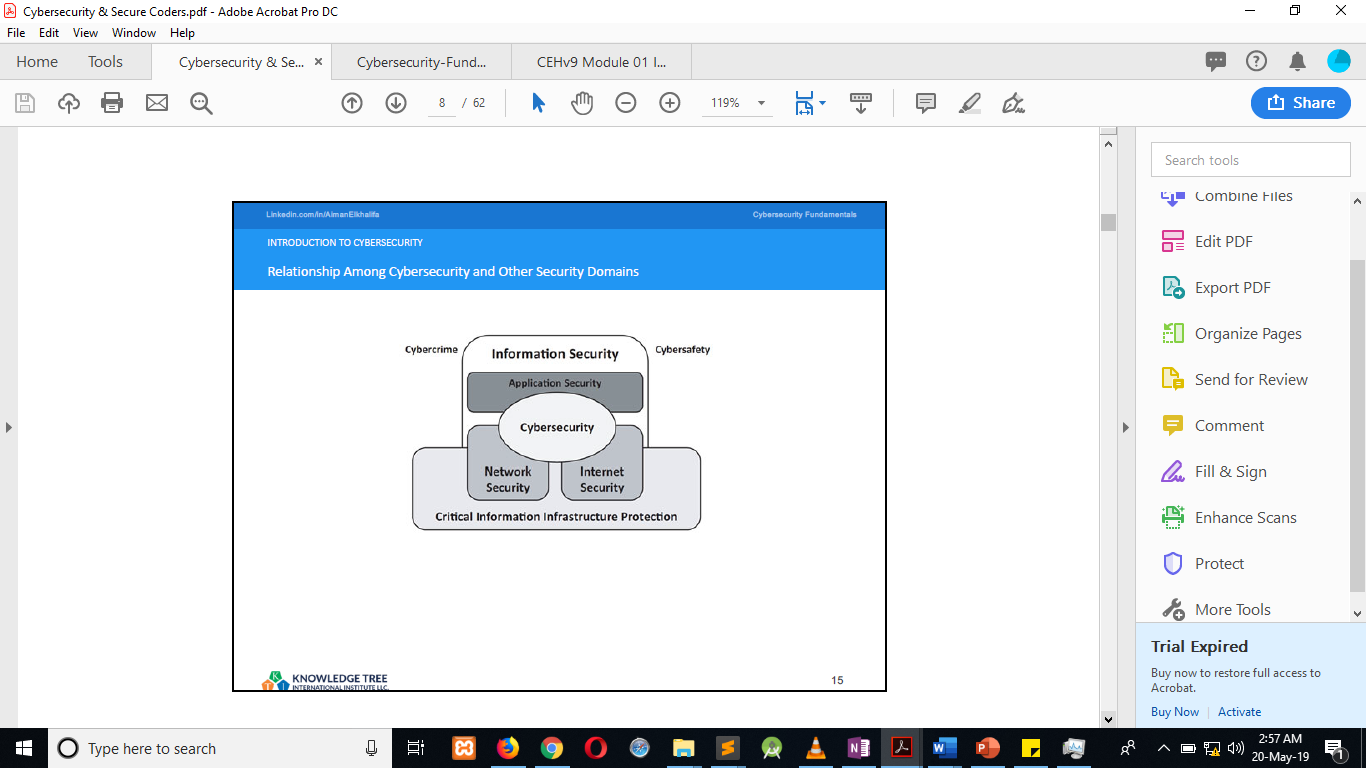 Cybersecurity & Secure Coders.pdf - Adobe Acrobat Pro DC
File Edit View Window Help
Home Tools Cybersecurity & Se... × Cybersecurity-Fund... CEHv9 Module 01 I...
8 / 62 119% Share
Search tools
Combine Files
Edit PDF
Export PDF
Organize Pages
Send for Review
Comment
Fill & Sign
Enhance Scans
Protect
More Tools
Trial Expired
Buy now to restore full access to
Acrobat.
Buy Now Activate
Linkedin.com/in/AimanElkhalifa Cybersecurity Fundamentals
INTRODUCTION TO CYBERSECURITY
Relationship Among Cybersecurity and Other Security Domains
Cybercrime Information Security Cybersafety
Application Security
Cybersecurity
Network
Security
Internet
Security
Critical Information Infrastructure Protection
KNOWLEDGE TREE
INTERNATIONAL INSTITUTE LLC.
15
Type here to search
2:57 AM
20-May-19
1